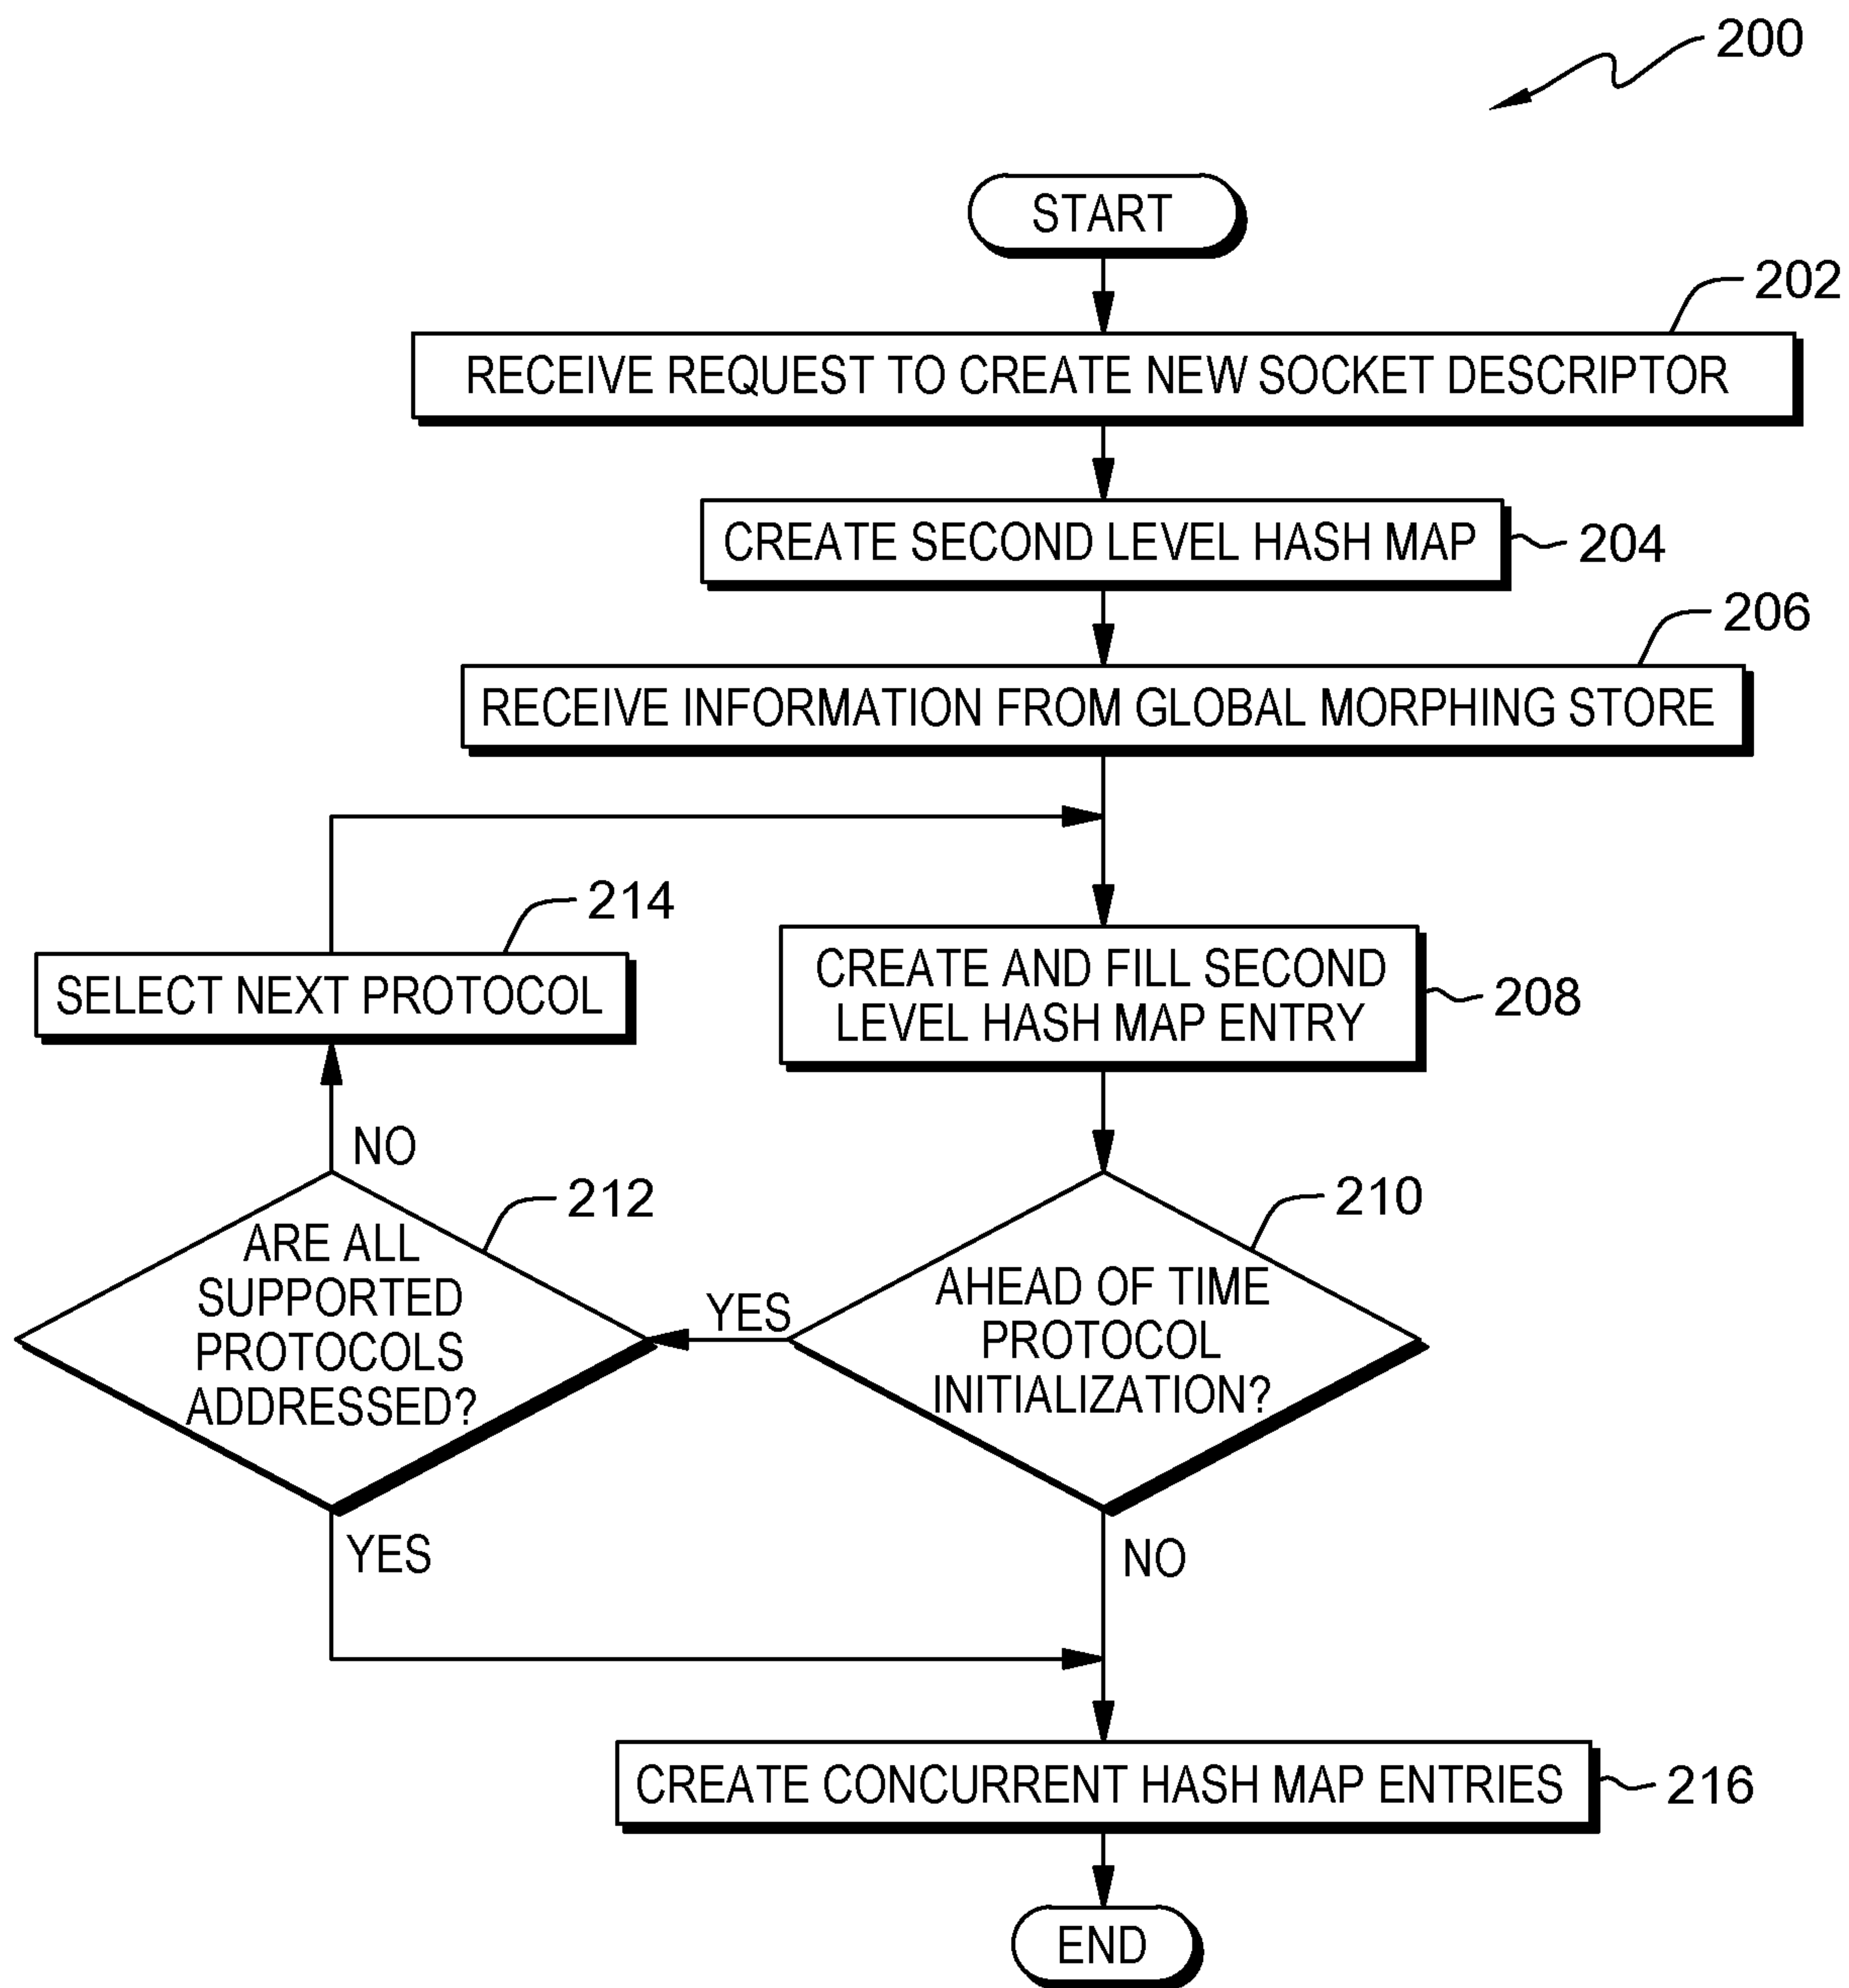 200
START
202
RECEIVE REQUEST TO CREATE NEW SOCKET DESCRIPTOR
CREATE SECOND LEVEL HASH MAP
204
206
RECEIVE INFORMATION FROM GLOBAL MORPHING STORE
214
SELECT NEXT PROTOCOL
CREATE AND FILL SECOND
LEVEL HASH MAP ENTRY
208
NO
212
210
ARE ALL
SUPPORTED
PROTOCOLS
ADDRESSED?
YES
AHEAD OF TIME
PROTOCOL
INITIALIZATION?
YES
NO
CREATE CONCURRENT HASH MAP ENTRIES
216
END